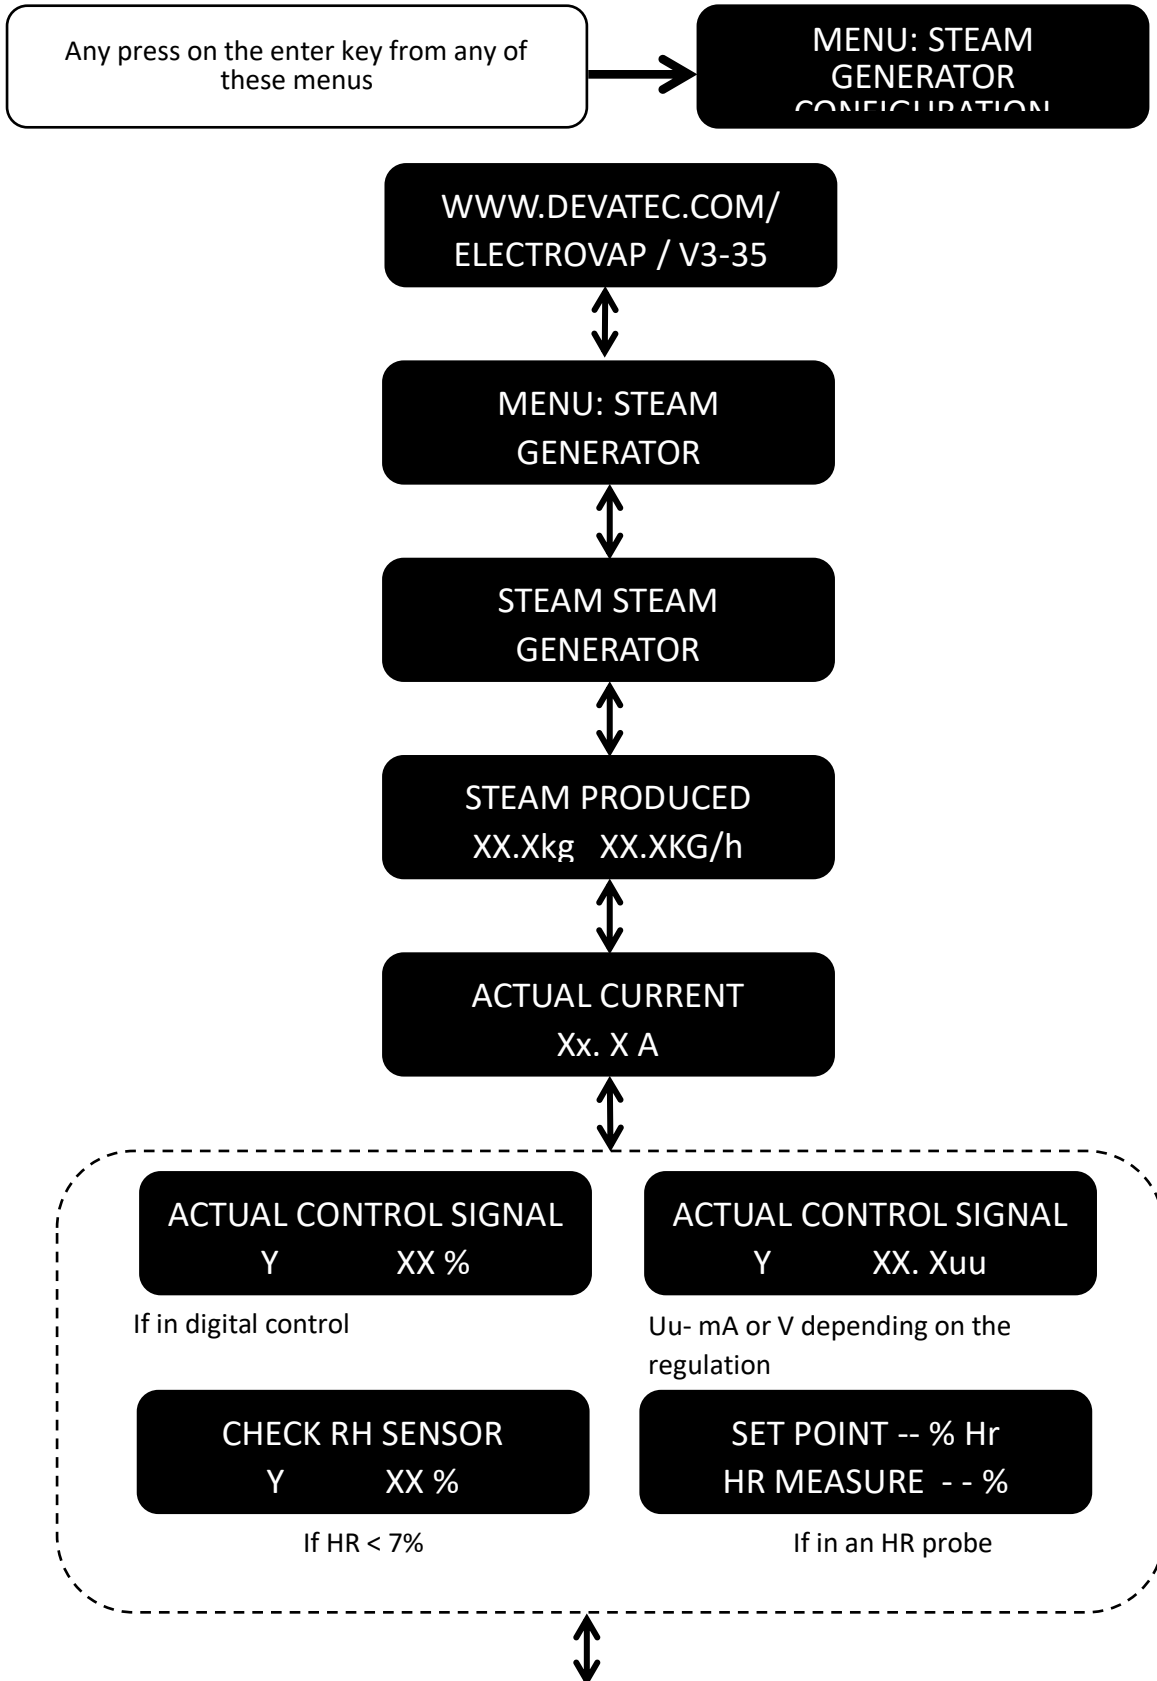 Any press on the enter key from any of
these menus
MENU: STEAM
GENERATOR
CONFIGURATION
WWW.DEVATEC.COM/
ELECTROVAP / V3-35
MENU: STEAM
GENERATOR
STEAM STEAM
GENERATOR
STEAM PRODUCED
XX.Xkg XX.XKG/h
ACTUAL CURRENT
Xx. X A
ACTUAL CONTROL SIGNAL
Y XX %
If in digital control
ACTUAL CONTROL SIGNAL
Y XX. Xuu
Uu- mA or V depending on the
regulation
CHECK RH SENSOR
Y XX %
If HR < 7%
SET POINT -- % Hr
HR MEASURE - - %
If in an HR probe